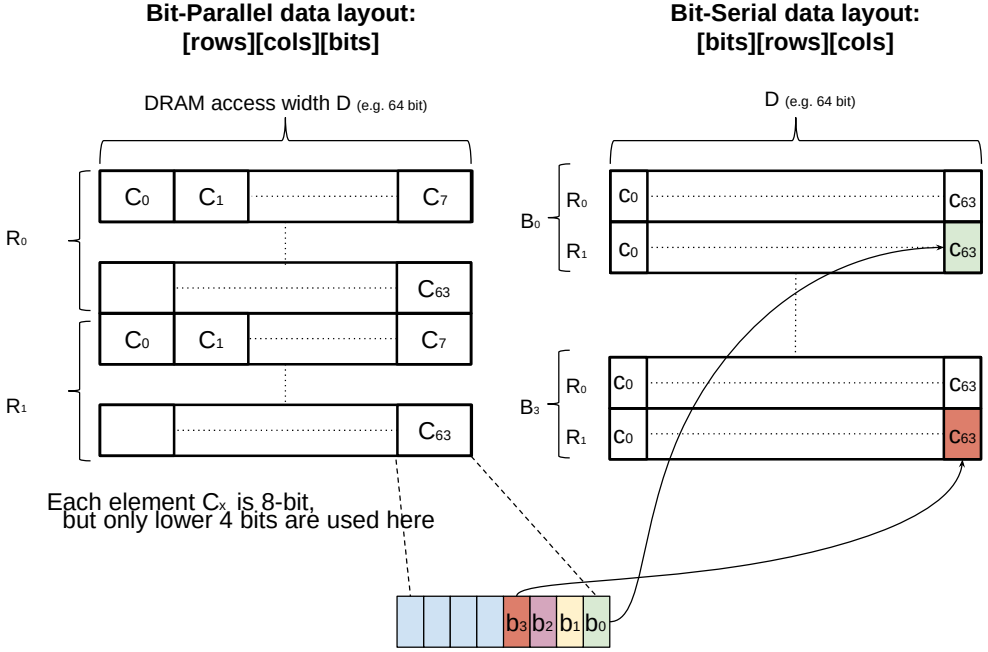 Bit-Parallel data layout:
[rows][cols][bits]
DRAM access width D (e.g. 64 bit)
R0
C0 C1 C7
C63
R1
C0 C1 C7
C63
Each element Cx is 8-bit,
but only lower 4 bits are used here
b3 b2 b1 b0
Bit-Serial data layout:
[bits][rows][cols]
D (e.g. 64 bit)
B0
R0 c0 c63
R1 c0 c63
B3
R0 c0 c63
R1 c0 c63